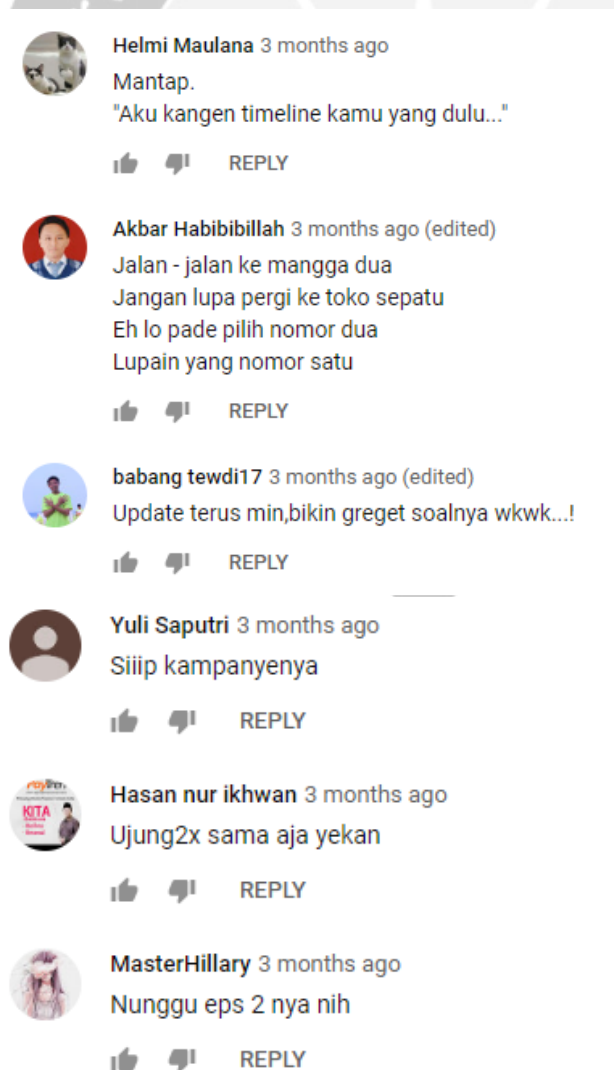 Helmi Maulana 3 months ago
Mantap.
"Aku kangen timeline kamu yang dulu..."
REPLY
Akbar Habibibillah 3 months ago (edited)
Jalan - jalan ke mangga dua
Jangan lupa pergi ke toko sepatu
Eh lo pade pilih nomor dua
Lupain yang nomor satu
REPLY
babang tewdi17 3 months ago (edited)
Update terus min,bikin greget soalnya wkwk...!
REPLY
Yuli Saputri 3 months ago
Siiip kampanyenya
REPLY
KITA
Hasan nur ikhwan 3 months ago
Ujung2x sama aja yekan
REPLY
MasterHillary 3 months ago
Nunggu eps 2 nya nih
REPLY